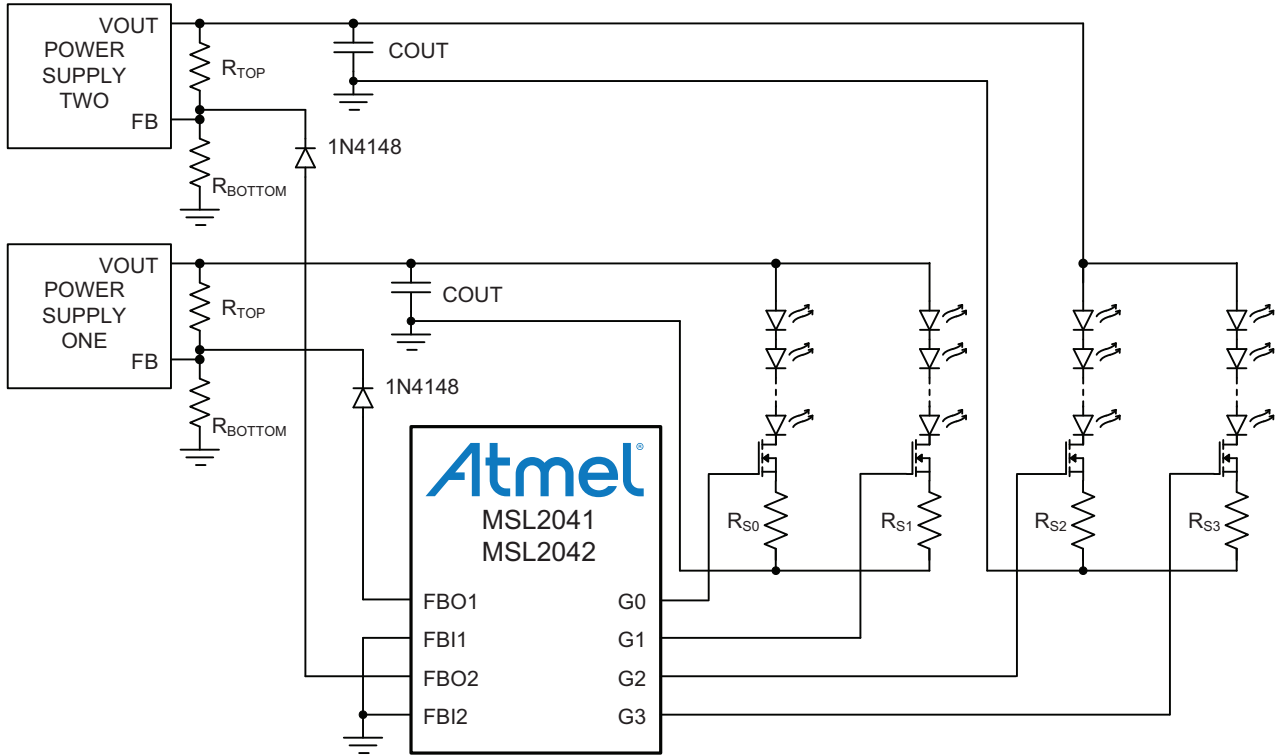 VOUT
POWER
SUPPLY
TWO
FB
RTOP
RBOTTOM
COUT
1N4148
VOUT
POWER
SUPPLY
ONE
FB
RTOP
RBOTTOM
COUT
1N4148
Atmel®
MSL2041
MSL2042
FBO1
FBI1
FBO2
FBI2
G0
G1
G2
G3
RS0
RS1
RS2
RS3